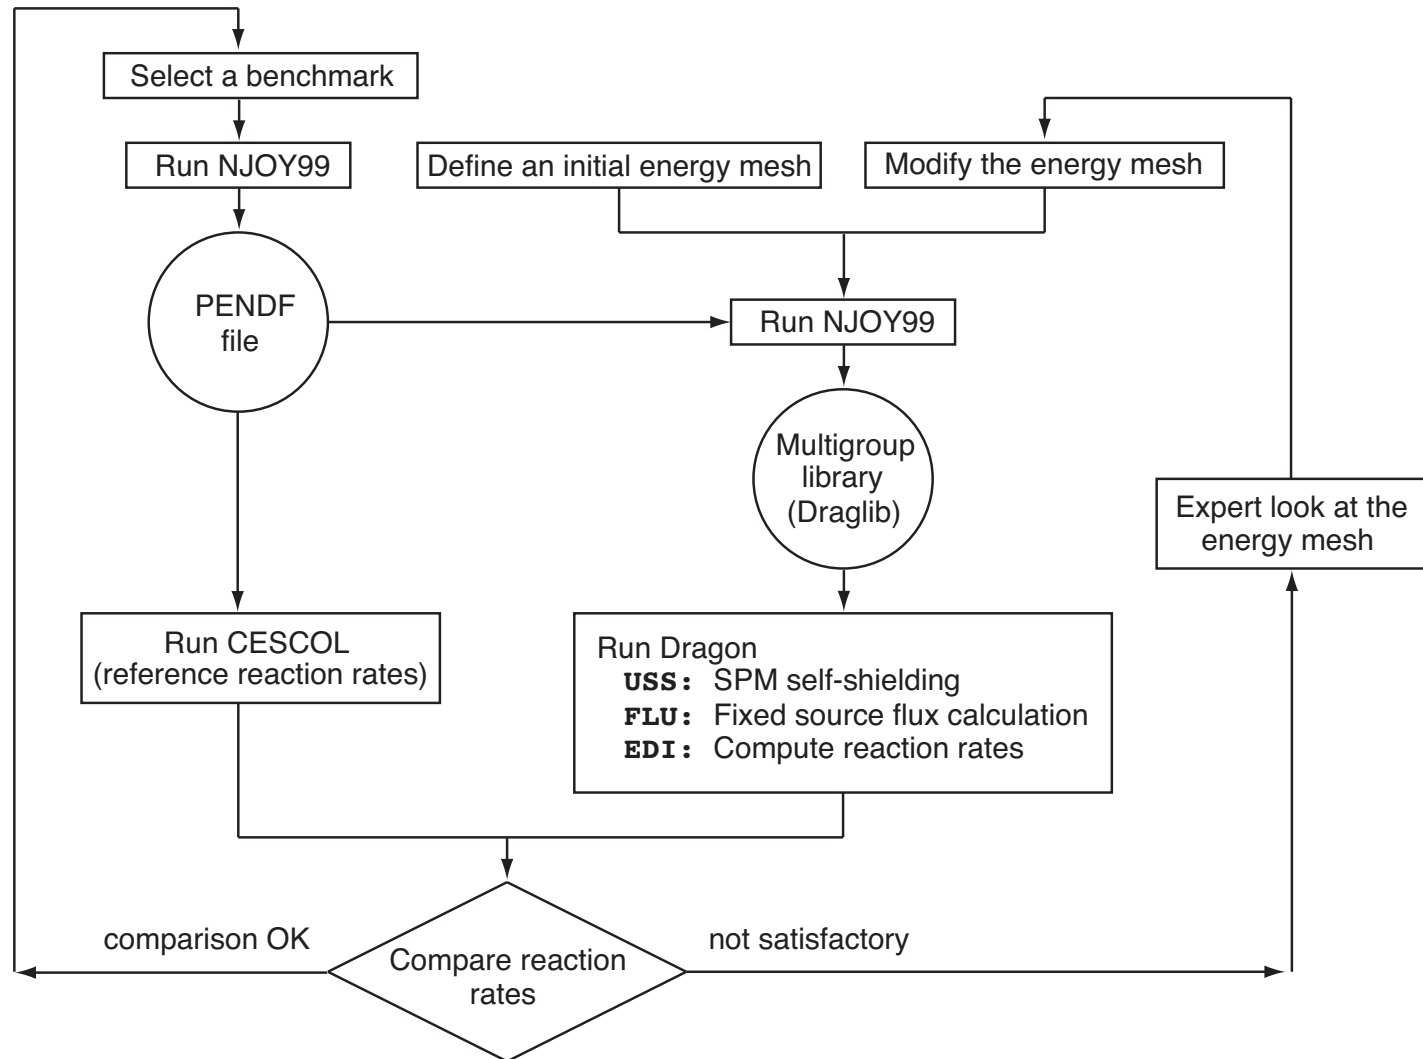 Select a benchmark
Run NJOY99
Define an initial energy mesh
Modify the energy mesh
PENDF
file
Run NJOY99
Multigroup
library
(Draglib)
Expert look at the
energy mesh
Run CESCOL
(reference reaction rates)
Run Dragon
USS: SPM self-shielding
FLU: Fixed source flux calculation
EDI: Compute reaction rates
comparison OK
not satisfactory
Compare reaction
rates